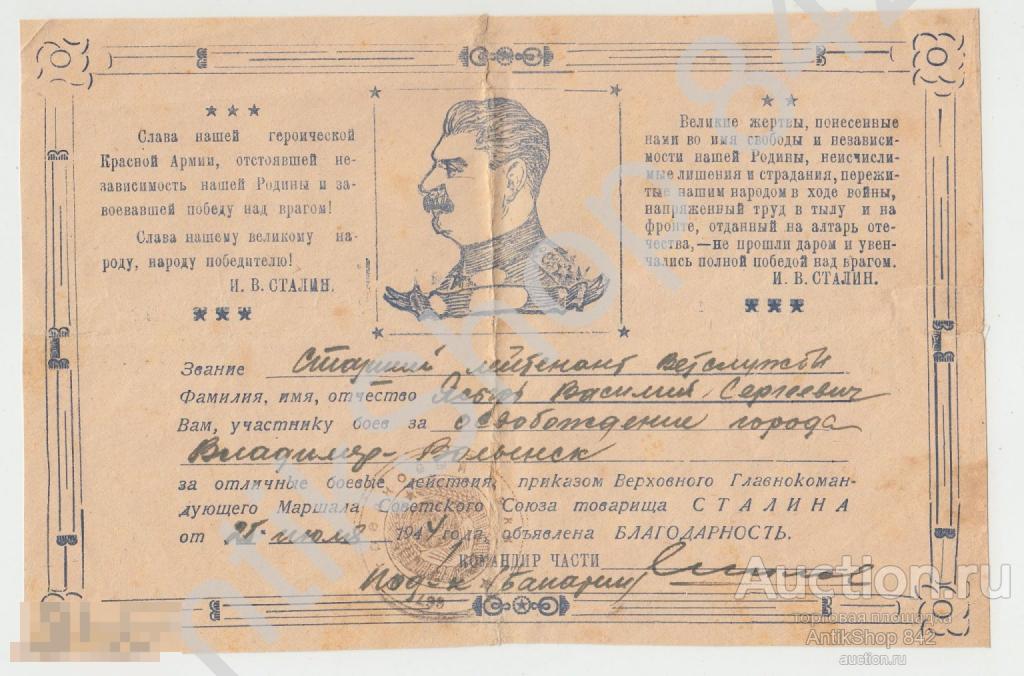 Слава нашей героической
Красной Армии, отстоявшей не-
зависимость нашей Родины и за-
воевавшей победу над врагом!
Слава нашему великому на-
роду, народу победителю!
И. В. СТАЛИН.
Великие жертвы, понесенные
нами во имя свободы и независи-
мости нашей Родины, неисчисли-
мые лишения и страдания, пережи-
тые нашим народом в ходе войны,
напряженный труд в тылу и на
фронте, отданный на алтарь оте-
чества,—не прошли даром и увен-
чались полной победой над врагом.
И. В. СТАЛИН.
Звание Старший лейтенант ветслужбы
Фамилия, имя, отчество Василий Сергеевич
Вам, участнику боев за освобождение города
Владимир-Волынск
за отличные боевые действия, приказом Верховного Главнокоман-
дующего Маршала Советского Союза товарища СТАЛИНА
от 25 июля 1944 года, объявлена БЛАГОДАРНОСТЬ.
КОМАНДИР ЧАСТИ
Auction.ru
торговая площадка
AntikShop 842
auction.ru